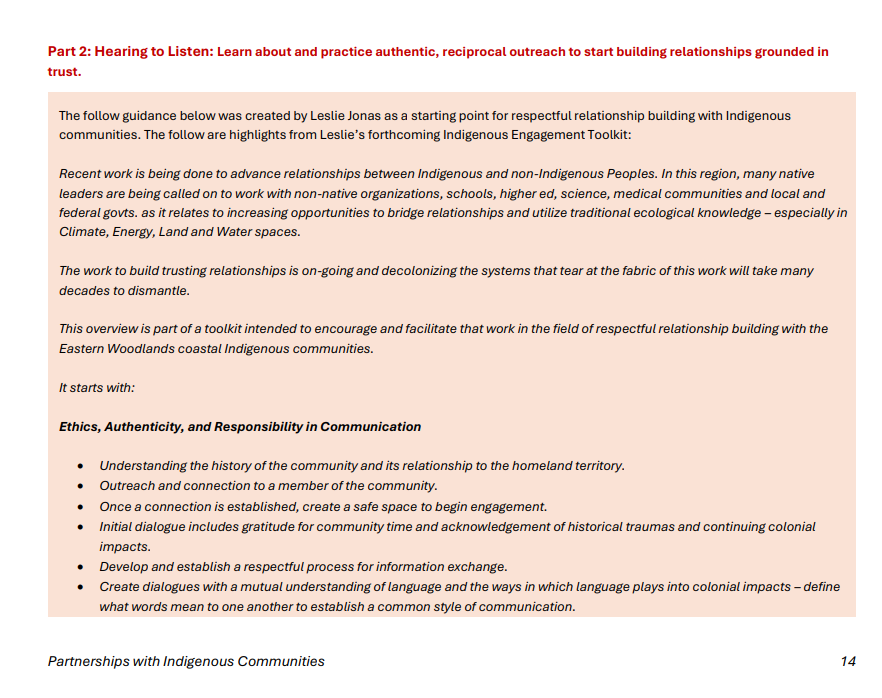 Part 2: Hearing to Listen: Learn about and practice authentic, reciprocal outreach to start building relationships grounded in
trust.
The follow guidance below was created by Leslie Jonas as a starting point for respectful relationship building with Indigenous
communities. The follow are highlights from Leslie’s forthcoming Indigenous Engagement Toolkit:
Recent work is being done to advance relationships between Indigenous and non-Indigenous Peoples. In this region, many native
leaders are being called on to work with non-native organizations, schools, higher ed, science, medical communities and local and
federal govts. as it relates to increasing opportunities to bridge relationships and utilize traditional ecological knowledge – especially in
Climate, Energy, Land and Water spaces.
The work to build trusting relationships is on-going and decolonizing the systems that tear at the fabric of this work will take many
decades to dismantle.
This overview is part of a toolkit intended to encourage and facilitate that work in the field of respectful relationship building with the
Eastern Woodlands coastal Indigenous communities.
It starts with:
Ethics, Authenticity, and Responsibility in Communication
• Understanding the history of the community and its relationship to the homeland territory.
• Outreach and connection to a member of the community.
• Once a connection is established, create a safe space to begin engagement.
• Initial dialogue includes gratitude for community time and acknowledgement of historical traumas and continuing colonial
impacts.
• Develop and establish a respectful process for information exchange.
• Create dialogues with a mutual understanding of language and the ways in which language plays into colonial impacts – define
what words mean to one another to establish a common style of communication.
Partnerships with Indigenous Communities 14